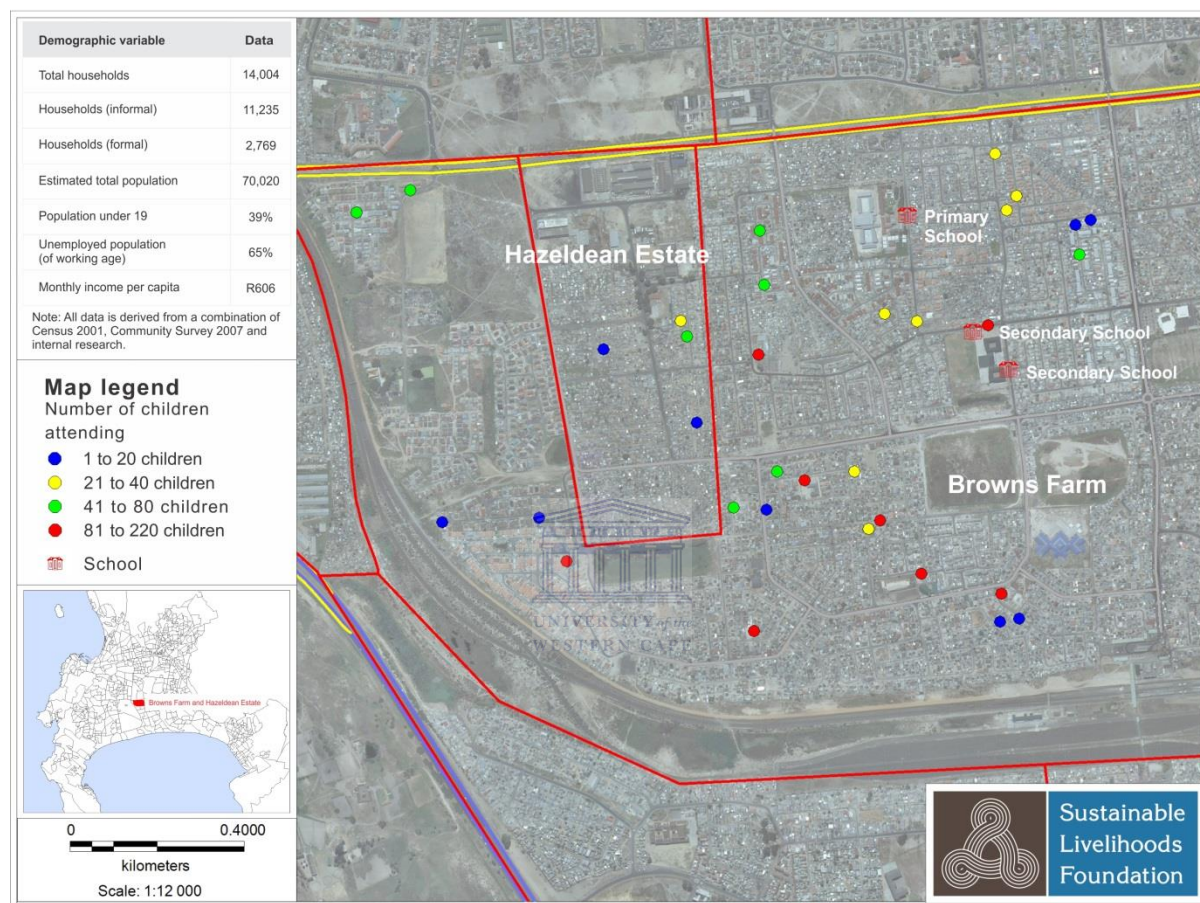 Demographic variable Data
Total households 14,004
Households (informal) 11,235
Households (formal) 2,769
Estimated total population 70,020
Population under 19 39%
Unemployed population
(of working age) 65%
Monthly income per capita R606
Note: All data is derived from a combination of
Census 2001, Community Survey 2007 and
internal research.
Map legend
Number of children
attending
1 to 20 children
21 to 40 children
41 to 80 children
81 to 220 children
School
Browns Farm and Hazeldean Estate
0 0.4000
kilometers
Scale: 1:12 000
Hazeldean Estate
Primary
School
Secondary School
Secondary School
Browns Farm
UNIVERSITY of the
WESTERN CAPE
Sustainable
Livelihoods
Foundation